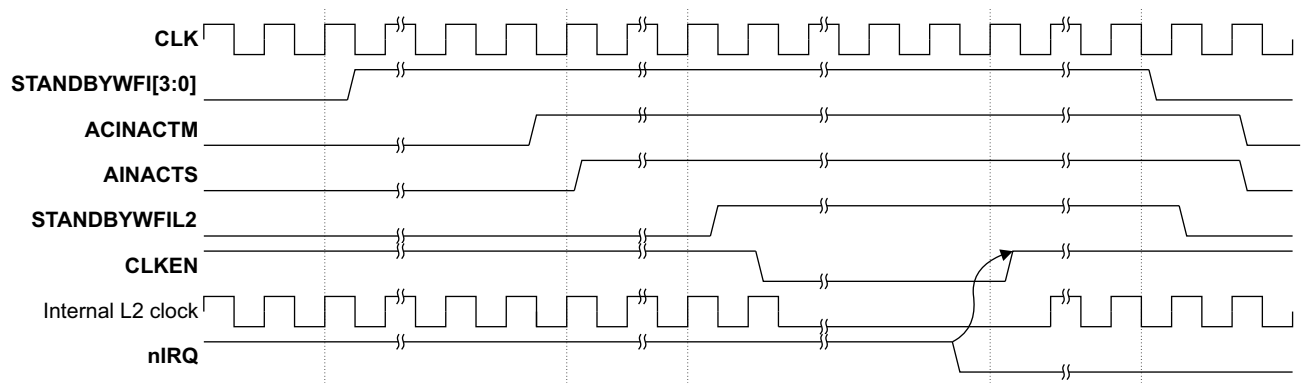 CLK
STANDBYWFI[3:0]
ACINACTM
AINACTS
STANDBYWFIL2
CLKEN
Internal L2 clock
nIRQ